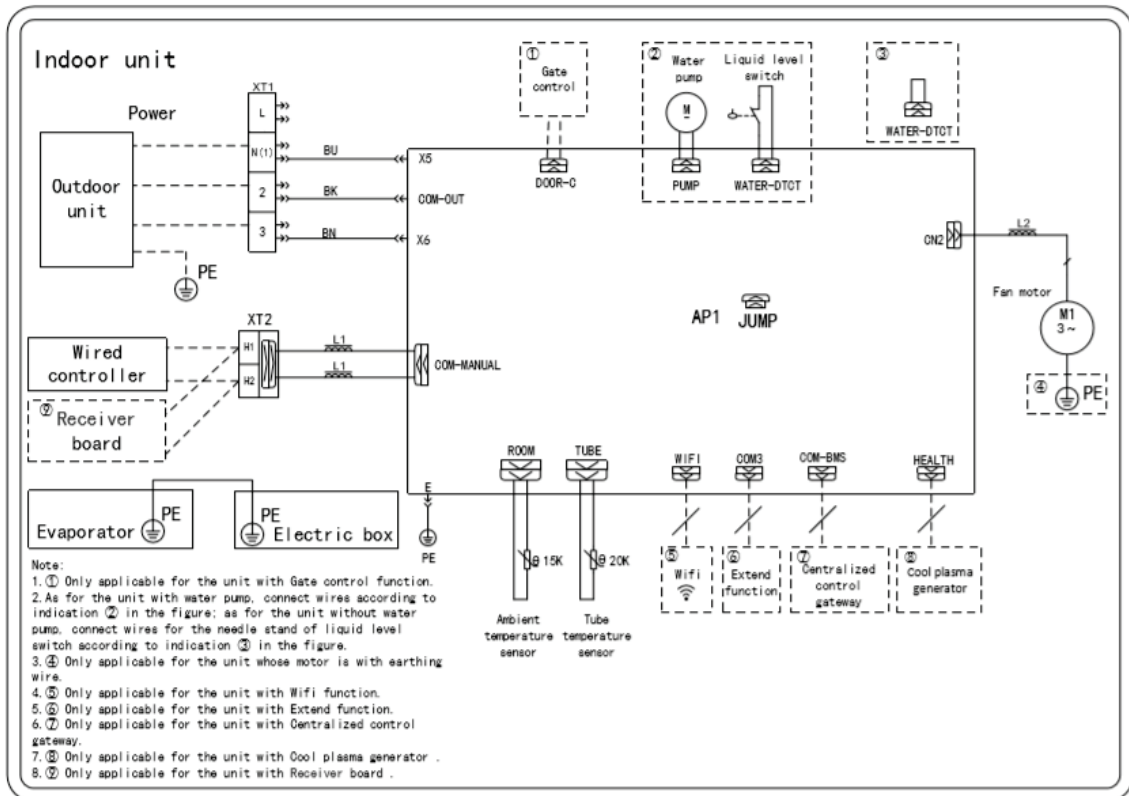 Indoor unit
Power
XT1
L
N(1)
2
3
Outdoor
unit
PE
BU
BK
BN
X5
COM-OUT
X6
①
Gate
control
DOOR-C
②
Water
pump
M
Liquid level
switch
PUMP
WATER-DTCT
③
WATER-DTCT
CN2
L2
Fan motor
M1
3~
④
PE
AP1
JUMP
XT2
H1
H2
L1
L1
COM-MANUAL
Wired
controller
⑨
Receiver
board
Evaporator
PE
PE
Electric box
E
PE
ROOM
TUBE
θ 15K
θ 20K
Ambient
temperature
sensor
Tube
temperature
sensor
WIFI
COM3
COM-BMS
HEALTH
⑤
Wifi
⑥
Extend
function
⑦
Centralized
control
gateway
⑧
Cool plasma
generator
Note:
1. ① Only applicable for the unit with Gate control function.
2. As for the unit with water pump, connect wires according to
indication ② in the figure; as for the unit without water
pump, connect wires for the needle stand of liquid level
switch according to indication ③ in the figure.
3. ④ Only applicable for the unit whose motor is with earthing
wire.
4. ⑤ Only applicable for the unit with Wifi function.
5. ⑥ Only applicable for the unit with Extend function.
6. ⑦ Only applicable for the unit with Centralized control
gateway.
7. ⑧ Only applicable for the unit with Cool plasma generator .
8. ⑨ Only applicable for the unit with Receiver board .